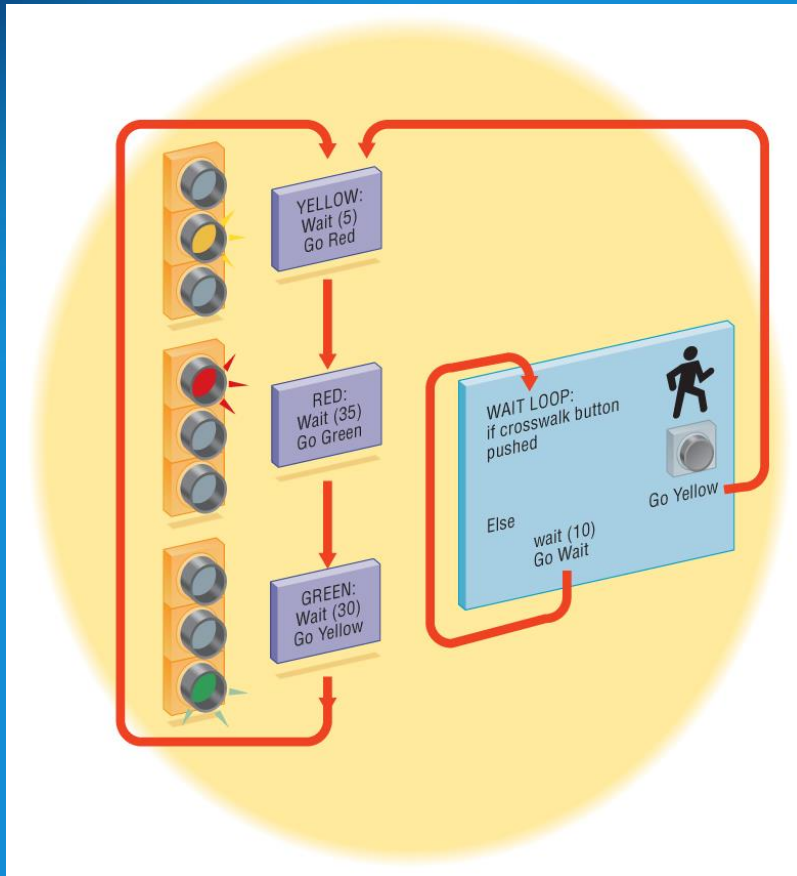 YELLOW:
Wait (5)
Go Red
RED:
Wait (35)
Go Green
GREEN:
Wait (30)
Go Yellow
WAIT LOOP:
if crosswalk button
pushed
Go Yellow
Else
wait (10)
Go Wait